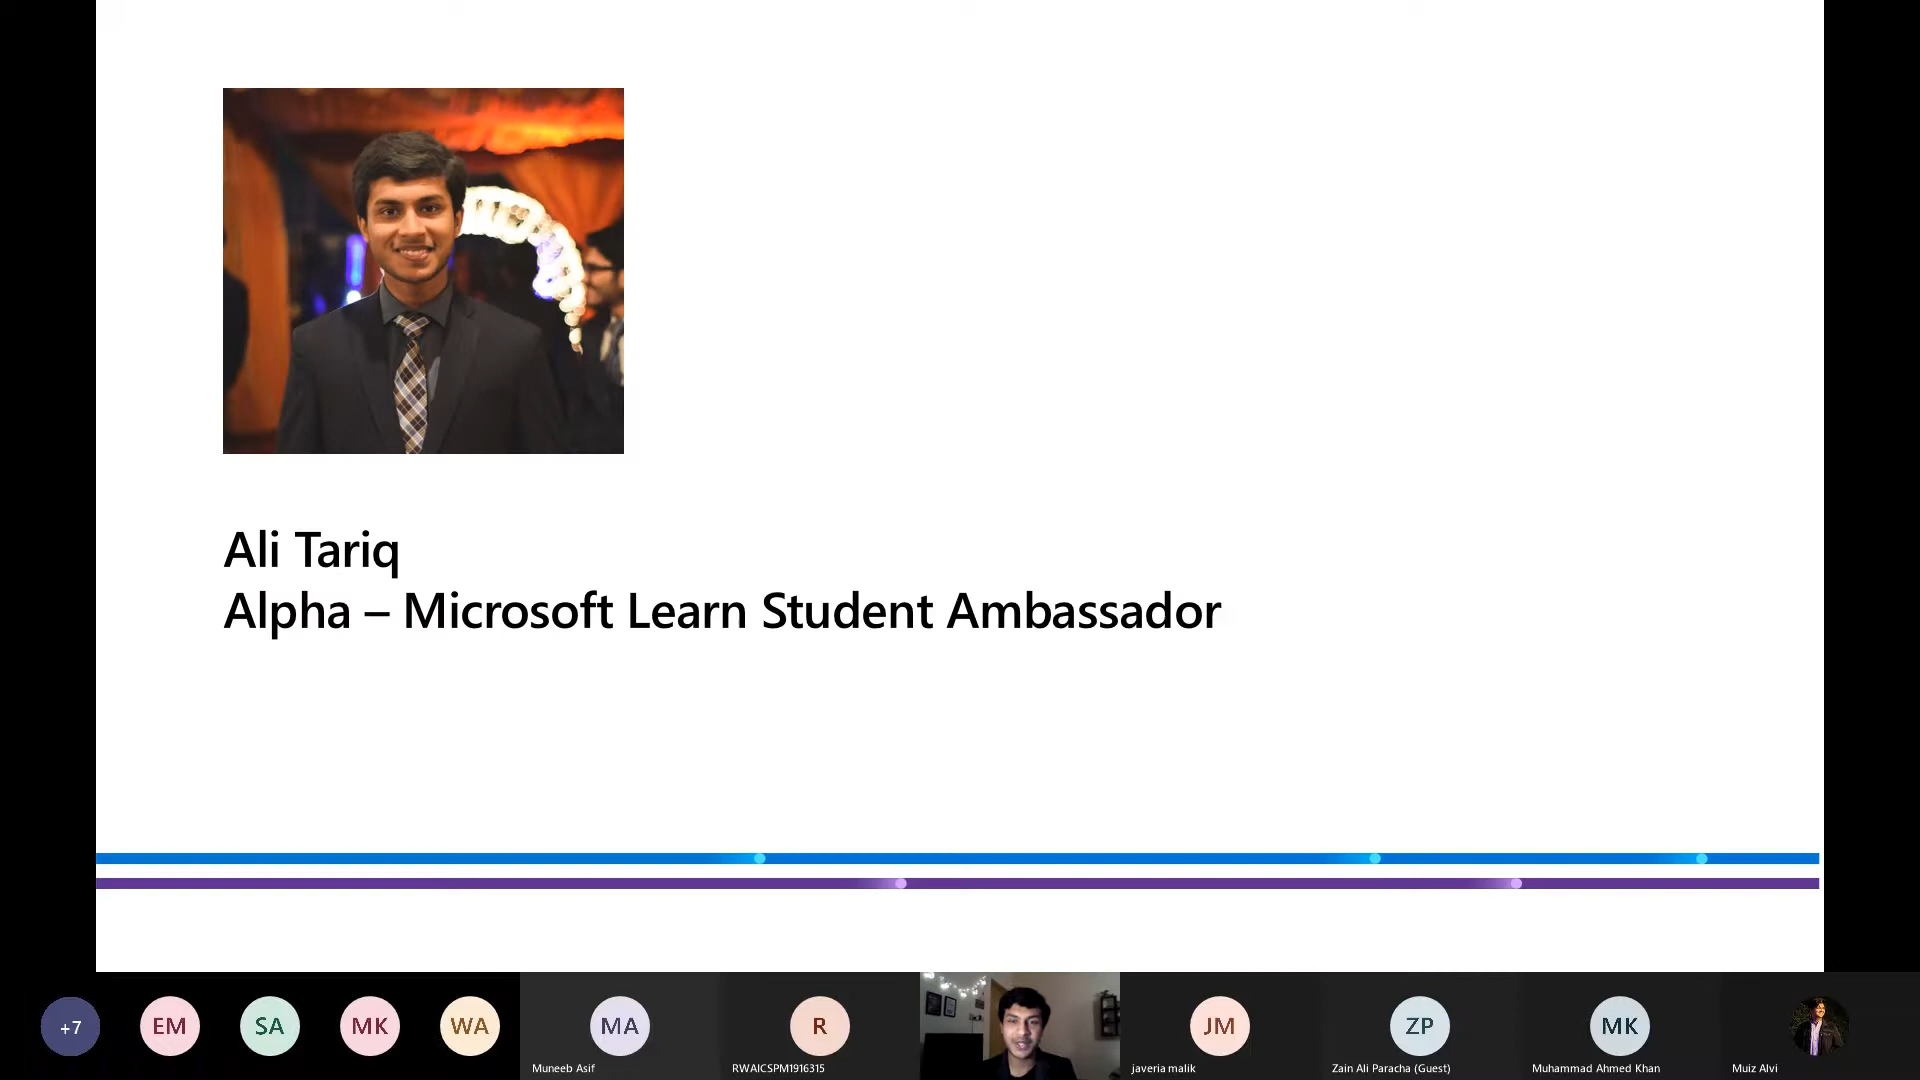 Ali Tariq
Alpha – Microsoft Learn Student Ambassador
+7
EM
SA
MK
WA
MA
R
JM
ZP
MK
Muneeb Asif
RWAICSPM1916315
javeria malik
Zain Ali Paracha (Guest)
Muhammad Ahmed Khan
Muiz Alvi